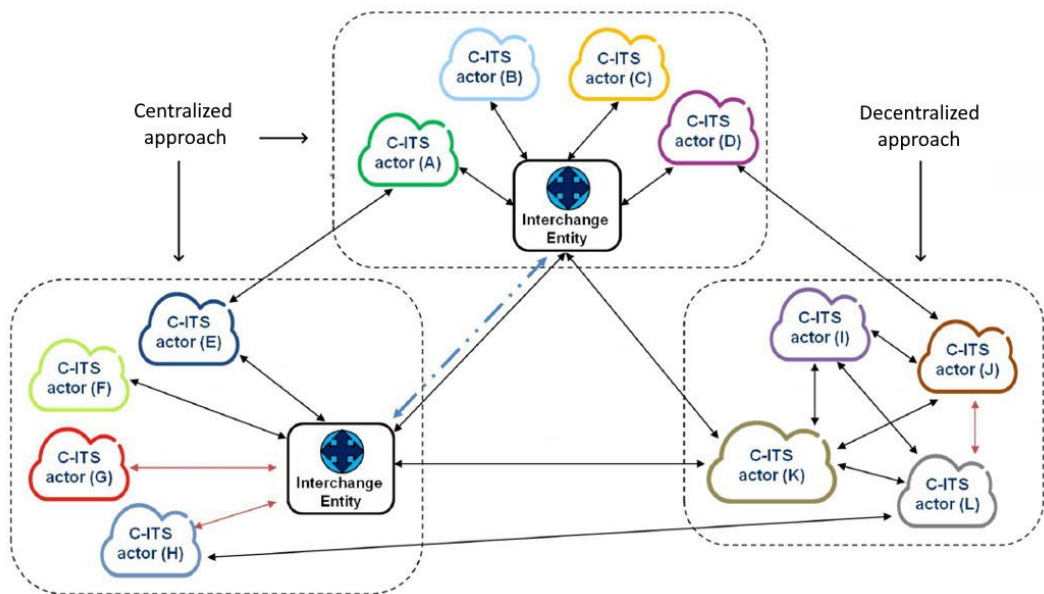 Centralized
approach
Decentralized
approach
C-ITS
actor (B)
C-ITS
actor (C)
C-ITS
actor (A)
C-ITS
actor (D)
Interchange
Entity
C-ITS
actor (E)
C-ITS
actor (F)
C-ITS
actor (G)
C-ITS
actor (H)
Interchange
Entity
C-ITS
actor (I)
C-ITS
actor (J)
C-ITS
actor (K)
C-ITS
actor (L)